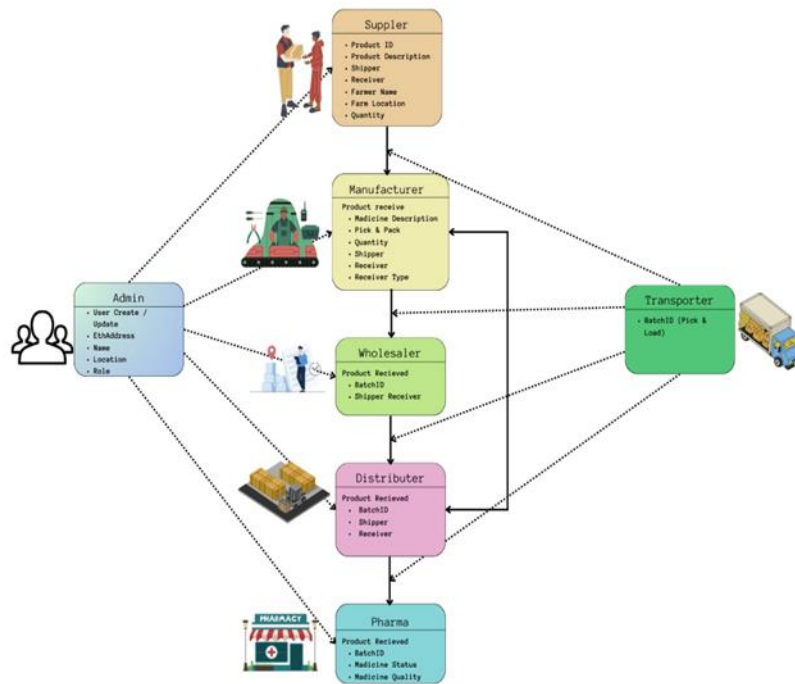 Suppler
• Product ID
• Product Description
• Shipper
• Receiver
• Farmer Name
• Farm Location
• Quantity
Manufacturer
Product receive
• Madicine Description
• Pick & Pack
• Quantity
• Shipper
• Receiver
• Receiver Type
Admin
• User Create /
Update
• EthAddress
• Name
• Location
• Role
Transporter
• BatchID (Pick &
Load)
Wholesaler
Product Recieved
• BatchID
• Shipper Receiver
Distributer
Product Recieved
• BatchID
• Shipper
• Receiver
PHARMACY
Pharma
Product Recieved
• BatchID
• Madicine Status
• Madicine Quality